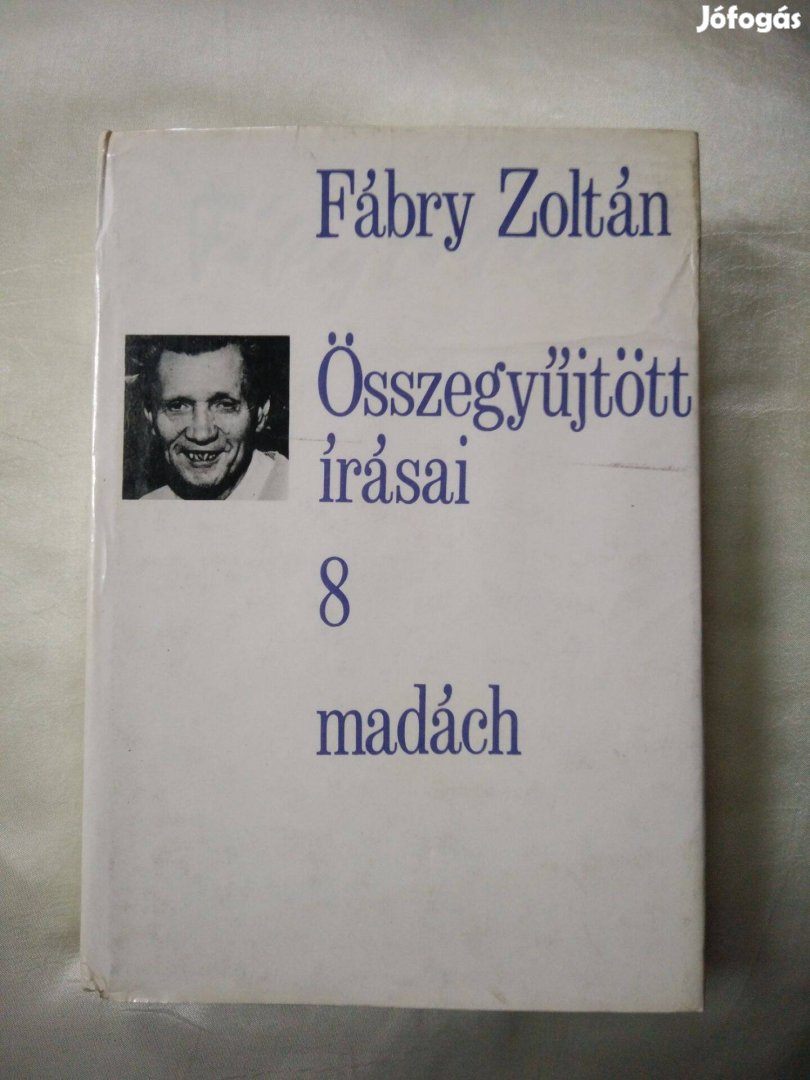 Jófogás
Fábry Zoltán
Összegyűjtött
írásai
8
madách